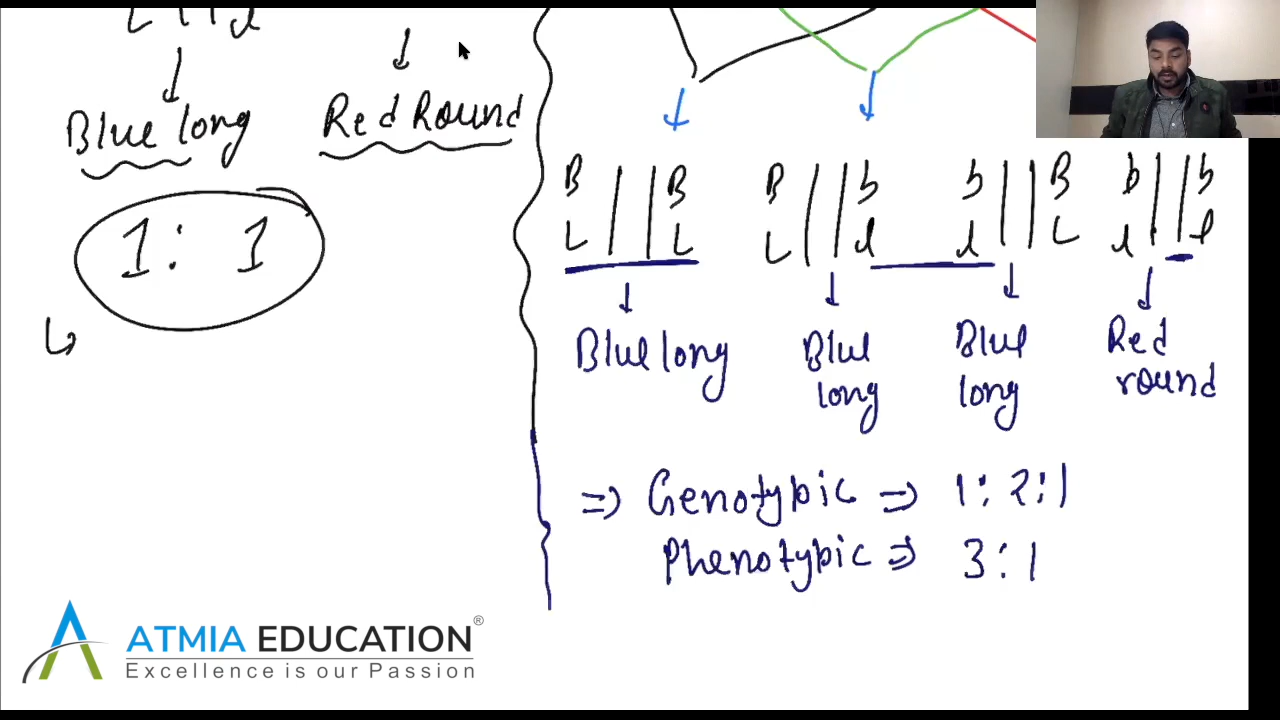 L l
Blue long Red Round
1 : 1
B B B b b B b b
L L L l l L l l
Blue long Blue long Blue long Red round
=> Genotypic => 1:2:1
Phenotypic => 3:1
ATMIA EDUCATION®
Excellence is our Passion